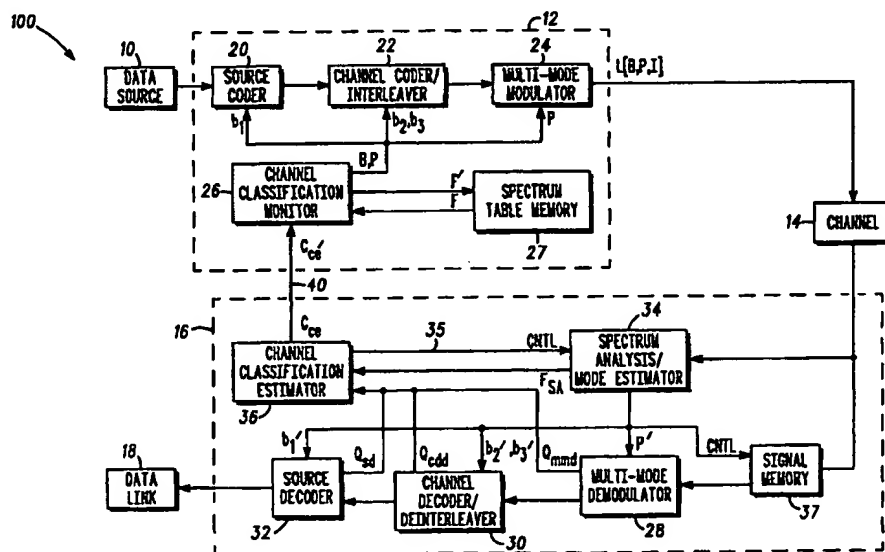 100
12
10
DATA
SOURCE
20
SOURCE
CODER
22
CHANNEL CODER/
INTERLEAVER
24
MULTI-MODE
MODULATOR
L[B,P,I]
b1
b2,b3
P
B,P
26
CHANNEL
CLASSIFICATION
MONITOR
F'
F
SPECTRUM
TABLE MEMORY
27
14
CHANNEL
Cce'
40
16
Cce
35
CNTL
34
SPECTRUM
ANALYSIS/
MODE ESTIMATOR
CHANNEL
CLASSIFICATION
ESTIMATOR
36
FSA
18
DATA
LINK
b1'
Qsd
Qcdd
b2',b3'
Qmmd
P'
CNTL
SOURCE
DECODER
32
CHANNEL
DECODER/
DEINTERLEAVER
30
MULTI-MODE
DEMODULATOR
28
SIGNAL
MEMORY
37